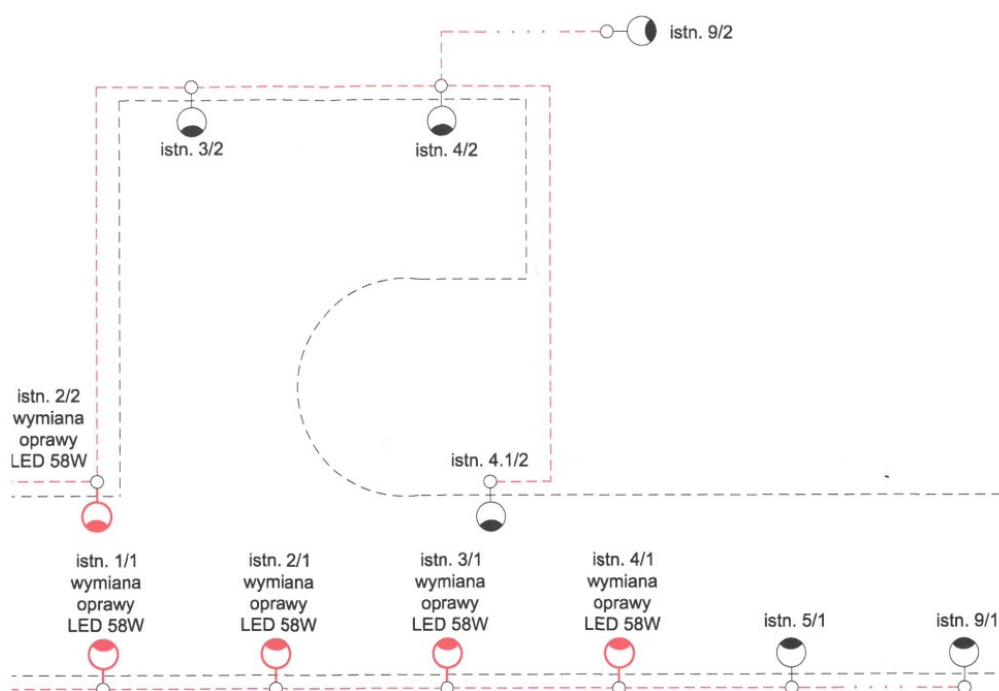 istn. 9/2
istn. 3/2
istn. 4/2
istn. 2/2
wymiana
oprawy
LED 58W
istn. 4.1/2
istn. 1/1
wymiana
oprawy
LED 58W
istn. 2/1
wymiana
oprawy
LED 58W
istn. 3/1
wymiana
oprawy
LED 58W
istn. 4/1
wymiana
oprawy
LED 58W
istn. 5/1
istn. 9/1